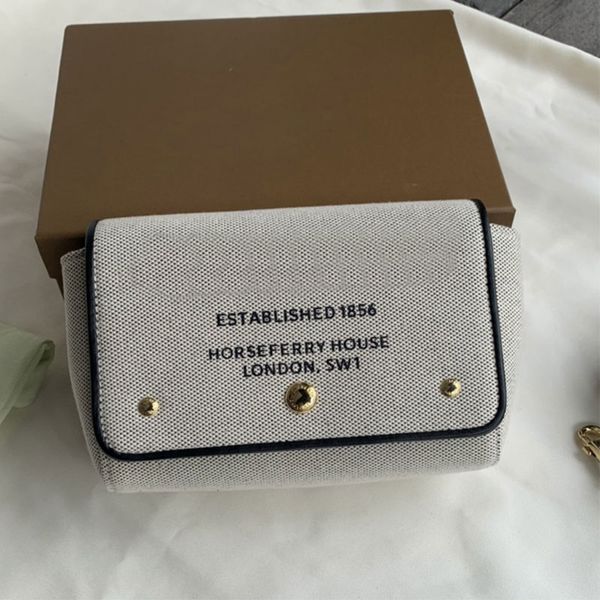 ESTABLISHED 1856
HORSEFERRY HOUSE
LONDON, SW1